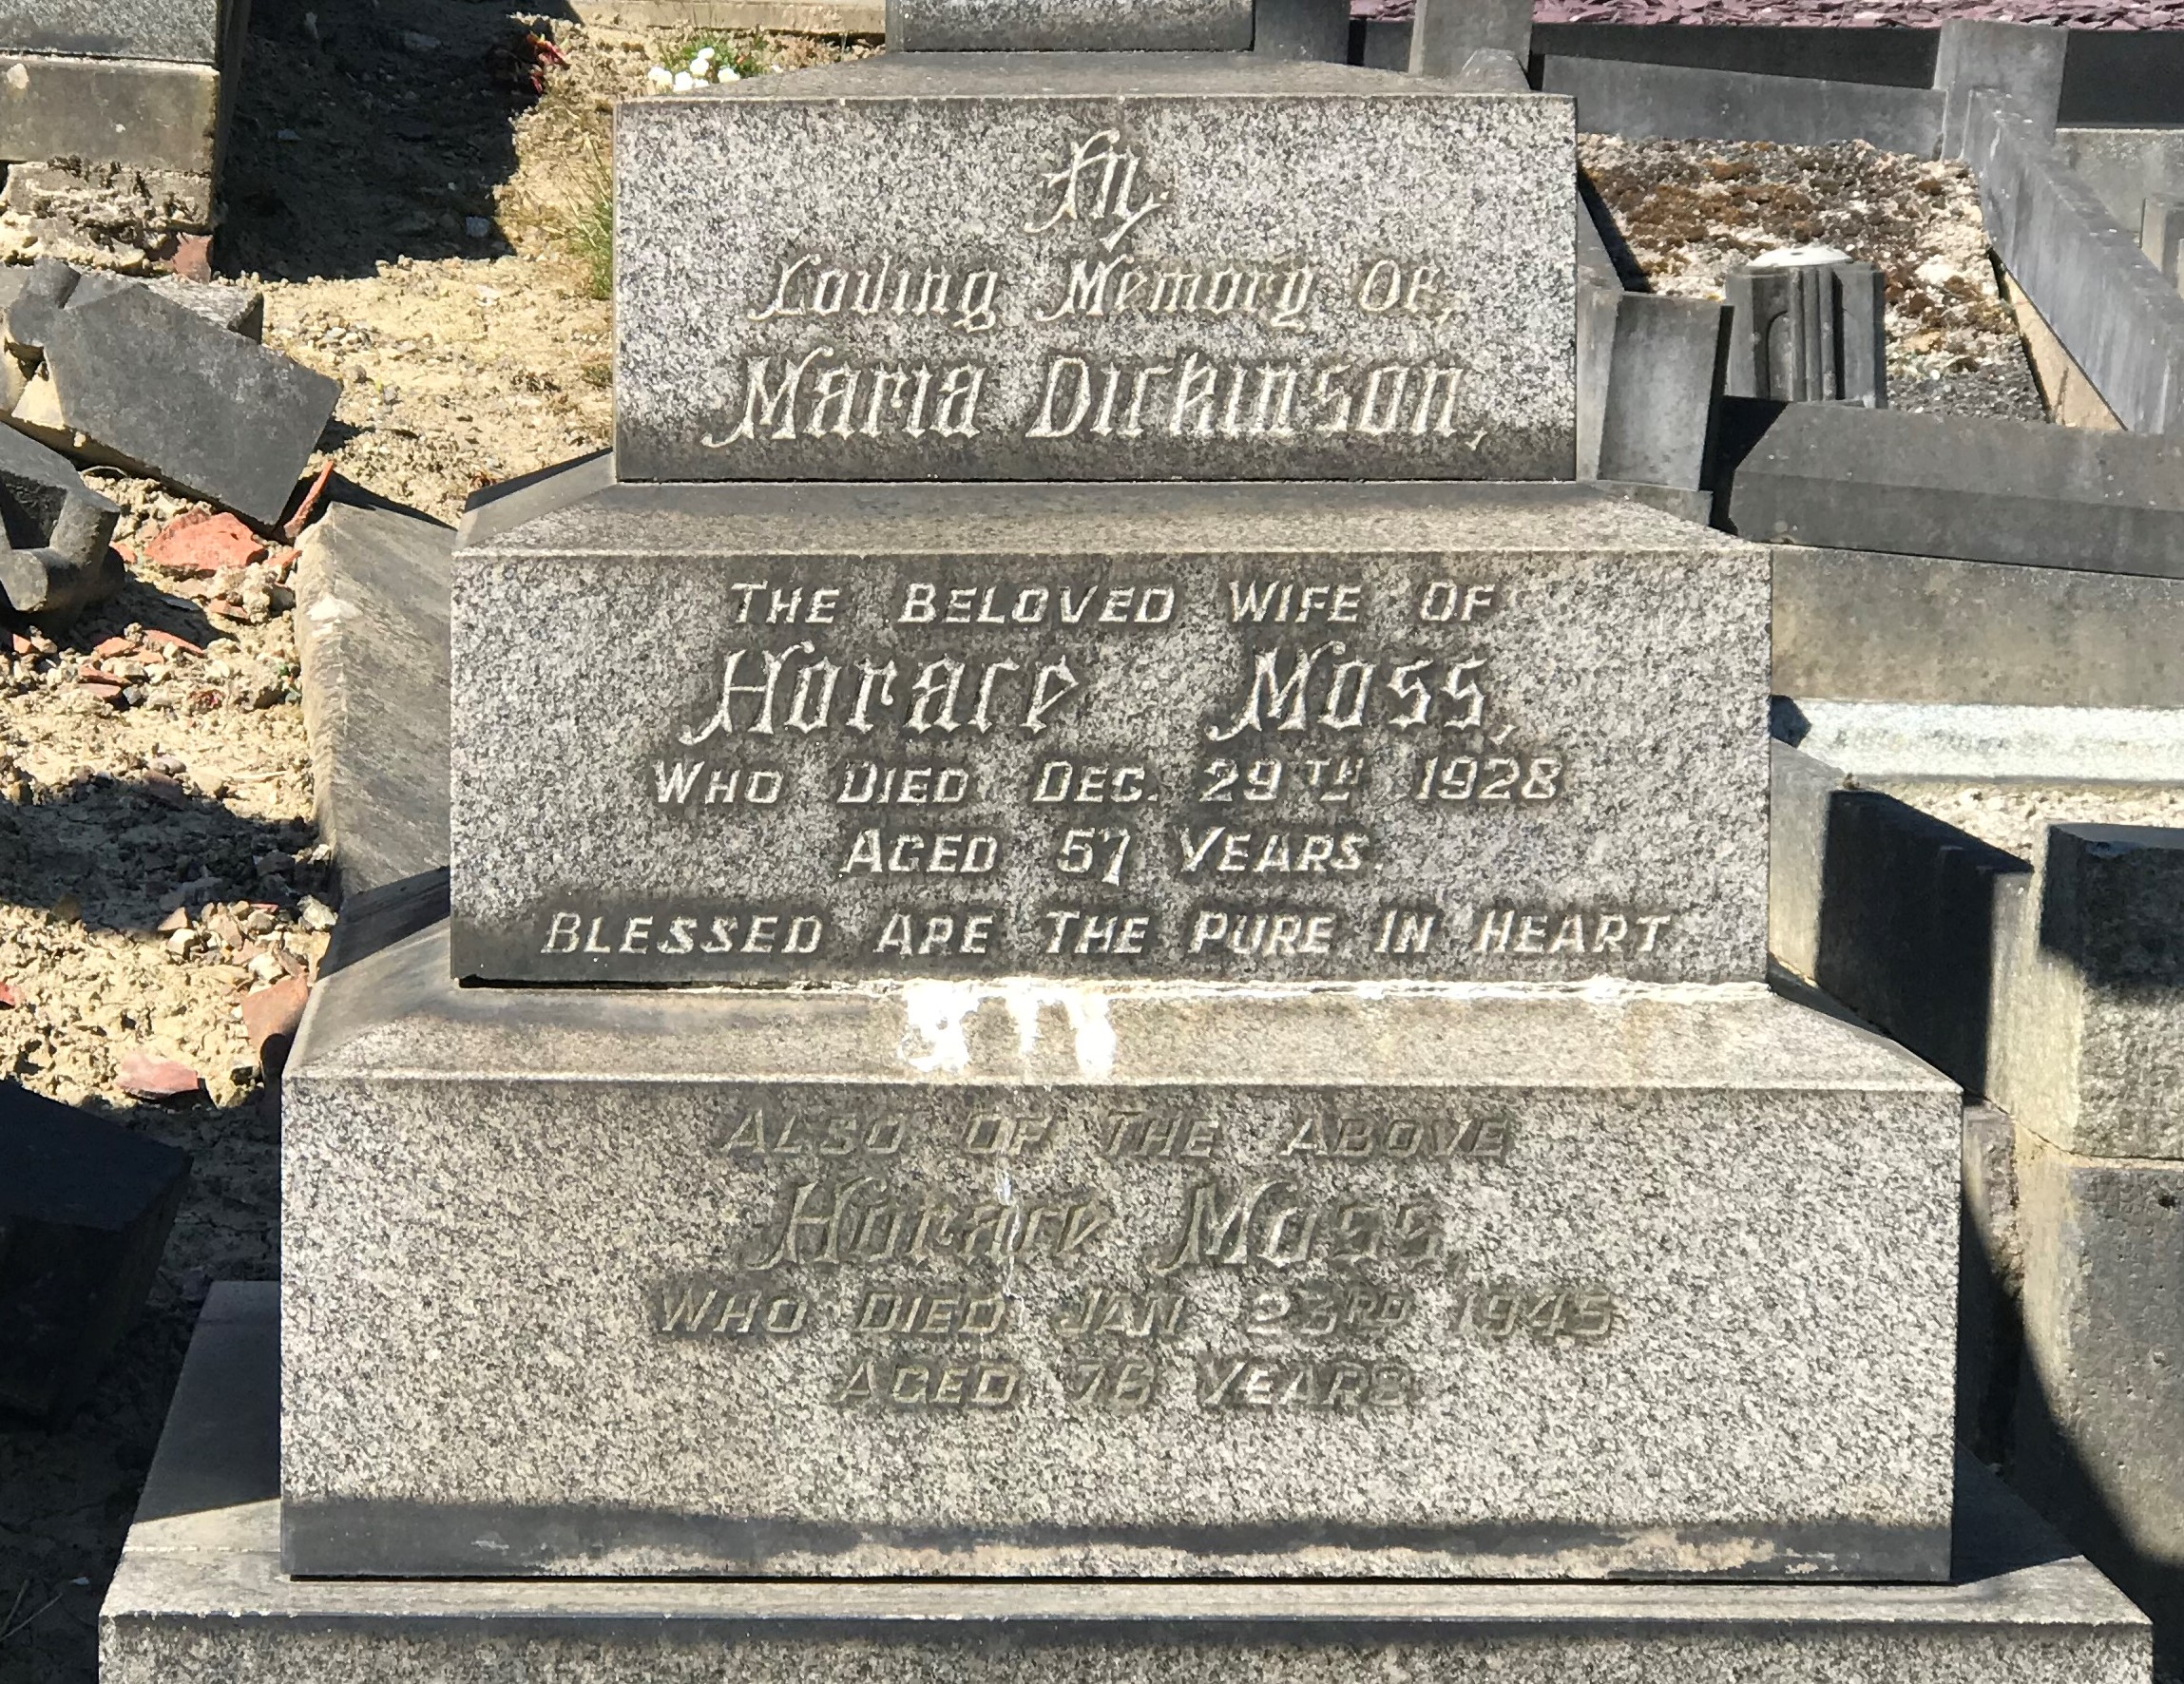 In
Loving Memory Of,
Maria Dickinson,
THE BELOVED WIFE OF
Horace Moss,
WHO DIED DEC. 29TH 1928
AGED 57 YEARS.
BLESSED ARE THE PURE IN HEART
ALSO OF THE ABOVE
Horace Moss,
WHO DIED JAN 23RD 1945
AGED 76 YEARS